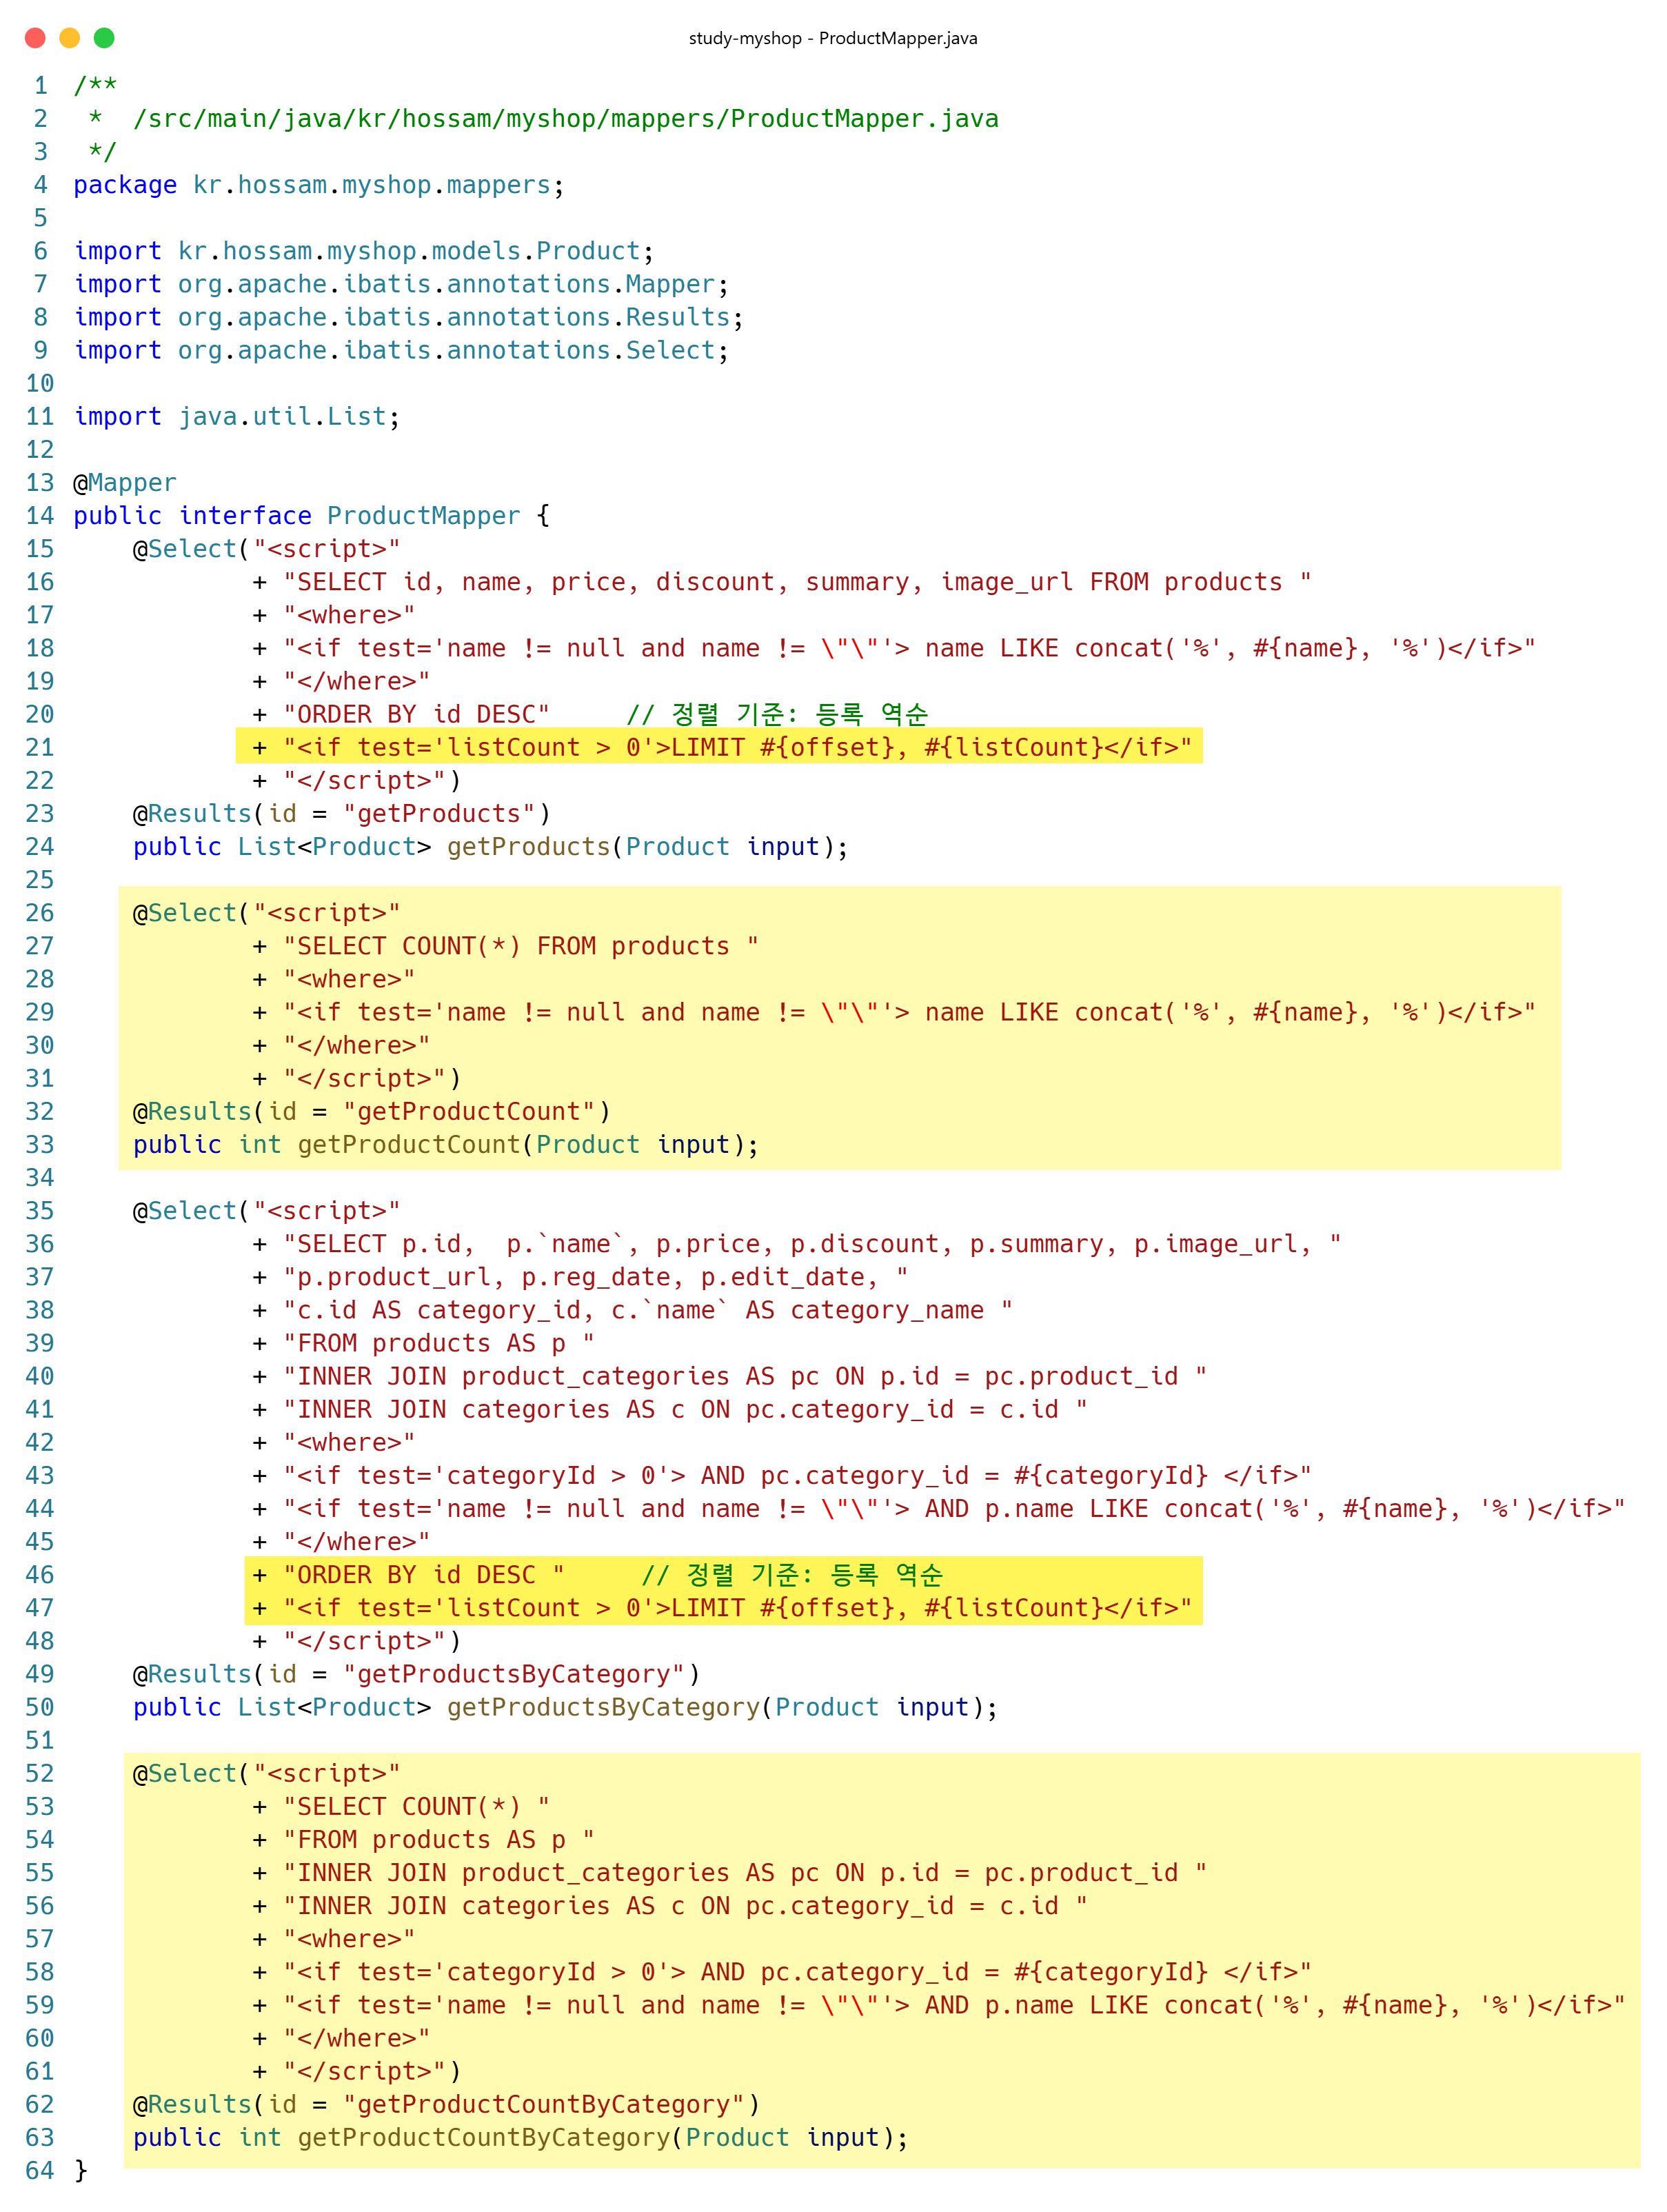 study-myshop - ProductMapper.java
1 /**
2  *  /src/main/java/kr/hossam/myshop/mappers/ProductMapper.java
3  */
4 package kr.hossam.myshop.mappers;
5
6 import kr.hossam.myshop.models.Product;
7 import org.apache.ibatis.annotations.Mapper;
8 import org.apache.ibatis.annotations.Results;
9 import org.apache.ibatis.annotations.Select;
10
11 import java.util.List;
12
13 @Mapper
14 public interface ProductMapper {
15     @Select("<script>"
16             + "SELECT id, name, price, discount, summary, image_url FROM products "
17             + "<where>"
18             + "<if test='name != null and name != \"\"'> name LIKE concat('%', #{name}, '%')</if>"
19             + "</where>"
20             + "ORDER BY id DESC"     // 정렬 기준: 등록 역순
21             + "<if test='listCount > 0'>LIMIT #{offset}, #{listCount}</if>"
22             + "</script>")
23     @Results(id = "getProducts")
24     public List<Product> getProducts(Product input);
25
26     @Select("<script>"
27             + "SELECT COUNT(*) FROM products "
28             + "<where>"
29             + "<if test='name != null and name != \"\"'> name LIKE concat('%', #{name}, '%')</if>"
30             + "</where>"
31             + "</script>")
32     @Results(id = "getProductCount")
33     public int getProductCount(Product input);
34
35     @Select("<script>"
36             + "SELECT p.id,  p.`name`, p.price, p.discount, p.summary, p.image_url, "
37             + "p.product_url, p.reg_date, p.edit_date, "
38             + "c.id AS category_id, c.`name` AS category_name "
39             + "FROM products AS p "
40             + "INNER JOIN product_categories AS pc ON p.id = pc.product_id "
41             + "INNER JOIN categories AS c ON pc.category_id = c.id "
42             + "<where>"
43             + "<if test='categoryId > 0'> AND pc.category_id = #{categoryId} </if>"
44             + "<if test='name != null and name != \"\"'> AND p.name LIKE concat('%', #{name}, '%')</if>"
45             + "</where>"
46             + "ORDER BY id DESC "     // 정렬 기준: 등록 역순
47             + "<if test='listCount > 0'>LIMIT #{offset}, #{listCount}</if>"
48             + "</script>")
49     @Results(id = "getProductsByCategory")
50     public List<Product> getProductsByCategory(Product input);
51
52     @Select("<script>"
53             + "SELECT COUNT(*) "
54             + "FROM products AS p "
55             + "INNER JOIN product_categories AS pc ON p.id = pc.product_id "
56             + "INNER JOIN categories AS c ON pc.category_id = c.id "
57             + "<where>"
58             + "<if test='categoryId > 0'> AND pc.category_id = #{categoryId} </if>"
59             + "<if test='name != null and name != \"\"'> AND p.name LIKE concat('%', #{name}, '%')</if>"
60             + "</where>"
61             + "</script>")
62     @Results(id = "getProductCountByCategory")
63     public int getProductCountByCategory(Product input);
64 }